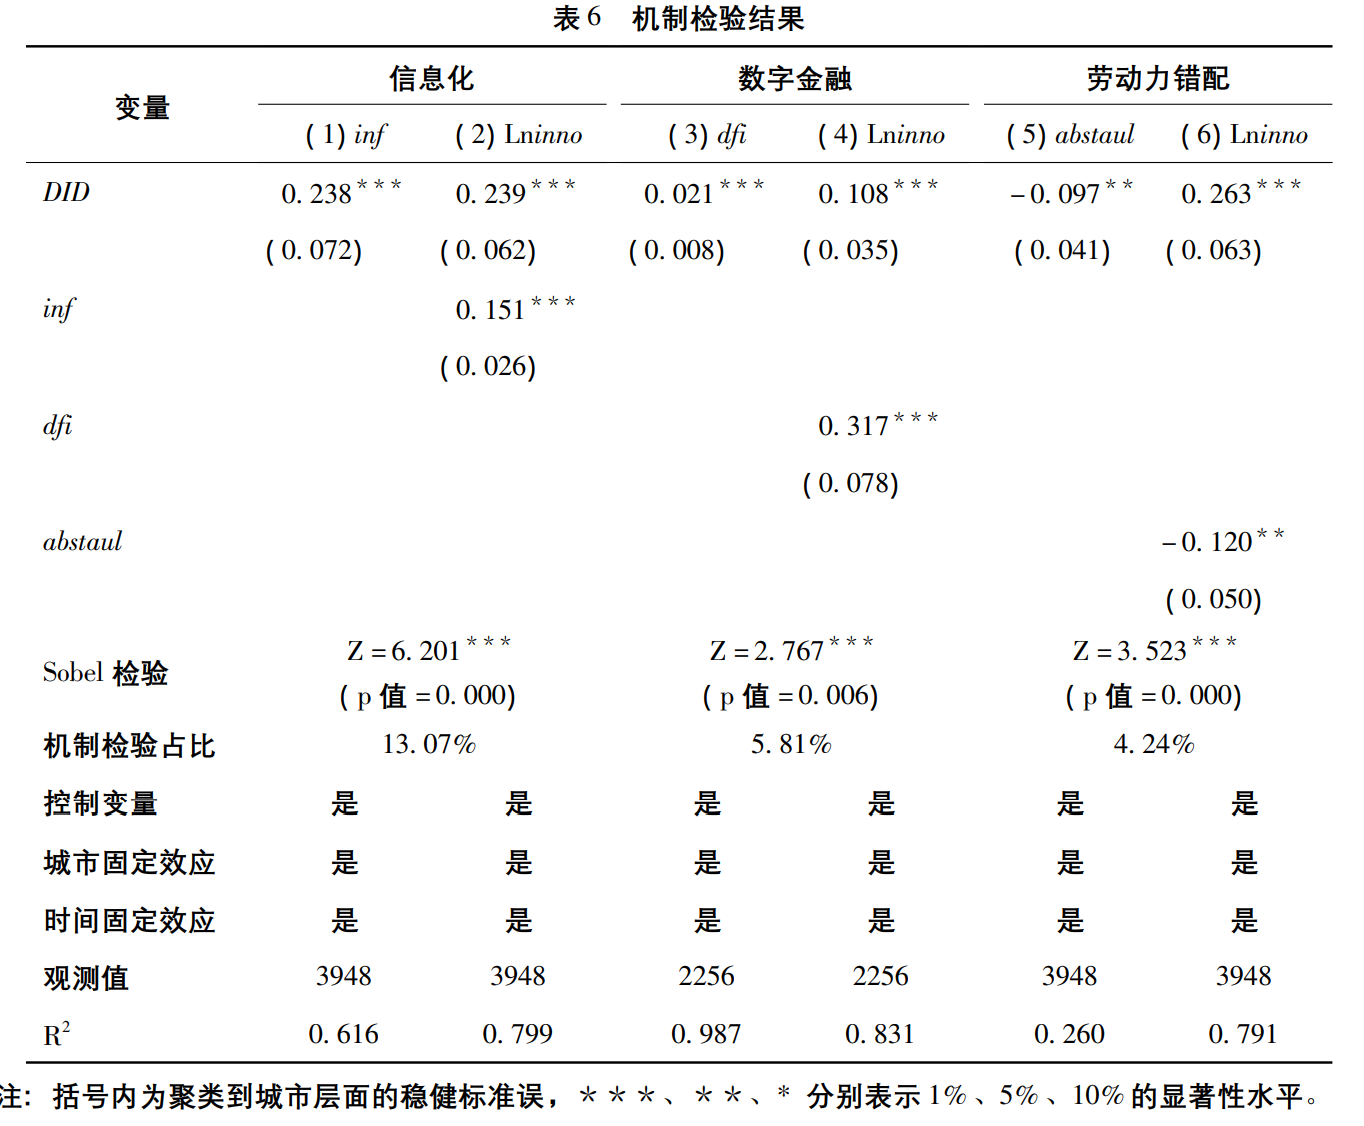 表 6 机制检验结果
变量 信息化 数字金融 劳动力错配
(1) inf (2) Lninno (3) dfi (4) Lninno (5) abstaul (6) Lninno
DID 0.238*** 0.239*** 0.021*** 0.108*** -0.097** 0.263***
(0.072) (0.062) (0.008) (0.035) (0.041) (0.063)
inf 0.151***
(0.026)
dfi 0.317***
(0.078)
abstaul -0.120**
(0.050)
Sobel 检验 Z=6.201*** Z=2.767*** Z=3.523***
(p 值=0.000) (p 值=0.006) (p 值=0.000)
机制检验占比 13.07% 5.81% 4.24%
控制变量 是 是 是 是 是 是
城市固定效应 是 是 是 是 是 是
时间固定效应 是 是 是 是 是 是
观测值 3948 3948 2256 2256 3948 3948
R² 0.616 0.799 0.987 0.831 0.260 0.791
注: 括号内为聚类到城市层面的稳健标准误，***、**、* 分别表示 1%、5%、10% 的显著性水平。